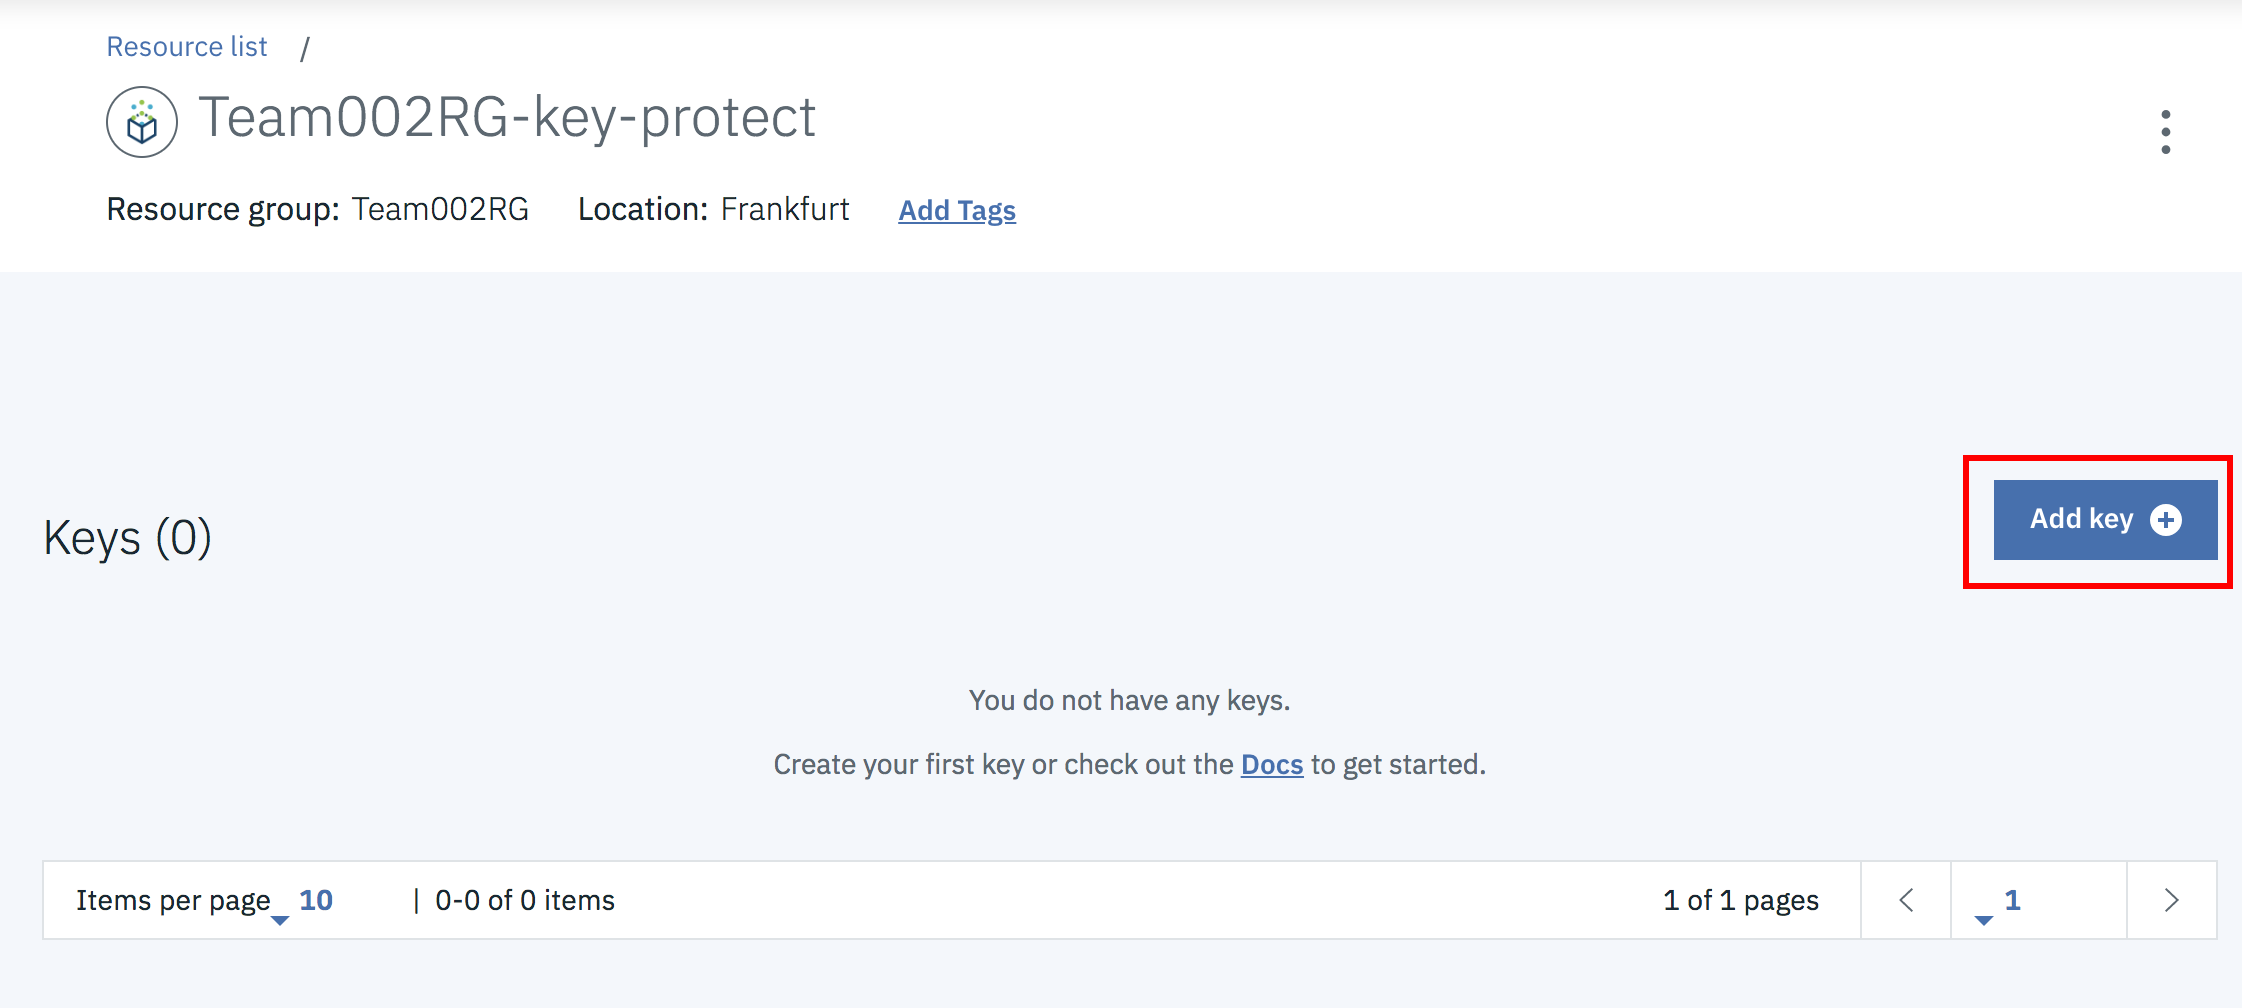 Resource list /
Team002RG-key-protect
Resource group: Team002RG Location: Frankfurt Add Tags
Keys (0)
Add key
You do not have any keys.
Create your first key or check out the Docs to get started.
Items per page 10 | 0-0 of 0 items 1 of 1 pages 1